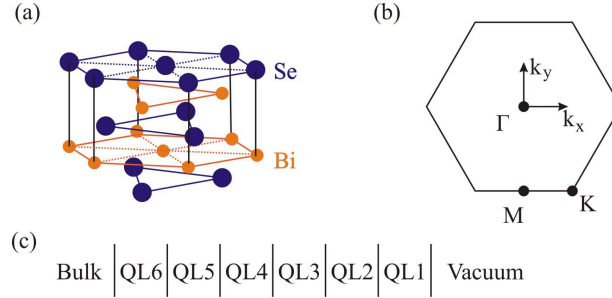 (a)
Se
Bi
(b)
k_y
k_x
Γ
M
K
(c)
Bulk | QL6 | QL5 | QL4 | QL3 | QL2 | QL1 | Vacuum